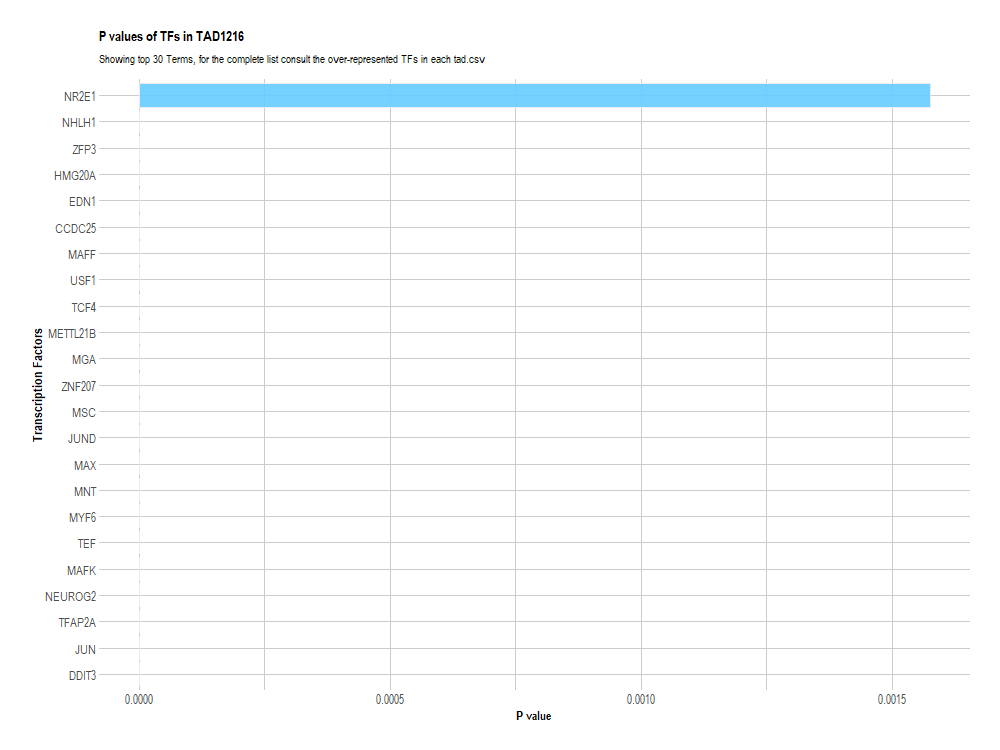 P values of TFs in TAD1216
Showing top 30 Terms, for the complete list consult the over-represented TFs in each tad.csv
NR2E1
NHLH1
ZFP3
HMG20A
EDN1
CCDC25
MAFF
USF1
TCF4
METTL21B
MGA
ZNF207
MSC
JUND
MAX
MNT
MYF6
TEF
MAFK
NEUROG2
TFAP2A
JUN
DDIT3
Transcription Factors
0.0000 0.0005 0.0010 0.0015
P value